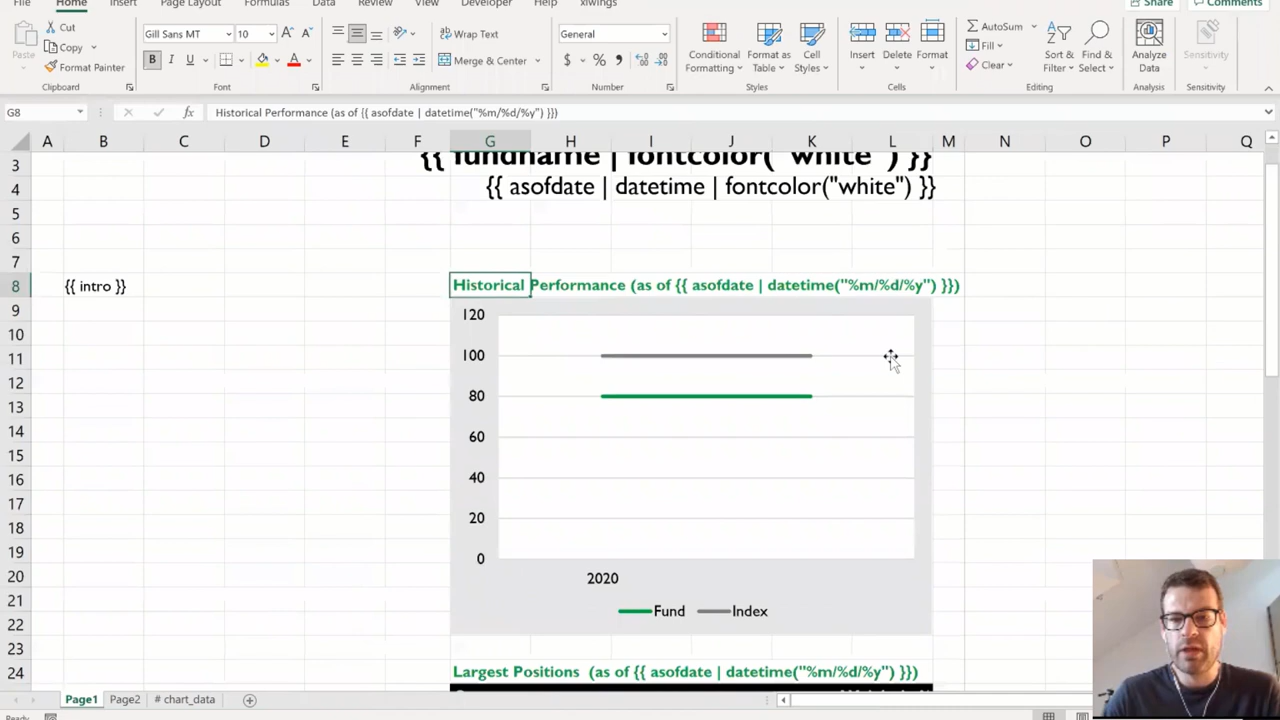 File Home Insert Page Layout Formulas Data Review View Developer Help xlwings Share Comments
Cut
Copy
Format Painter
Paste
Clipboard
Gill Sans MT 10
B I U
Font
Wrap Text
Merge & Center
Alignment
General
$ % 9
Number
Conditional Formatting
Format as Table
Cell Styles
Styles
Insert
Delete
Format
Cells
AutoSum
Fill
Clear
Sort & Filter
Find & Select
Editing
Analyze Data
Analysis
Sensitivity
Sensitivity
G8 fx Historical Performance (as of {{ asofdate | datetime("%m/%d/%y") }})
A B C D E F G H I J K L M N O P Q
3 {{ fundname | fontcolor("white") }}
4 {{ asofdate | datetime | fontcolor("white") }}
5
6
7
8 {{ intro }} Historical Performance (as of {{ asofdate | datetime("%m/%d/%y") }})
9 120
10
11 100
12
13 80
14
15 60
16 40
17
18 20
19 0
20 2020
21
22 Fund Index
23
24 Largest Positions (as of {{ asofdate | datetime("%m/%d/%y") }})
Page1 Page2 # chart_data
Ready